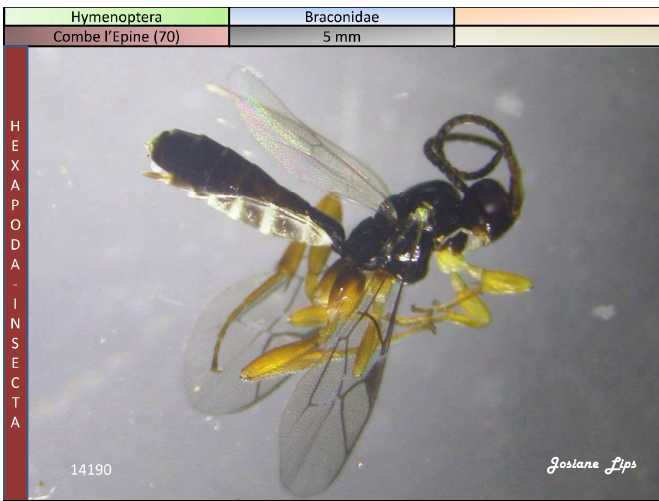 Hymenoptera
Braconidae
Combe l'Epine (70)
5 mm
HEXAPODA-INSECTA
14190
Josiane Lips